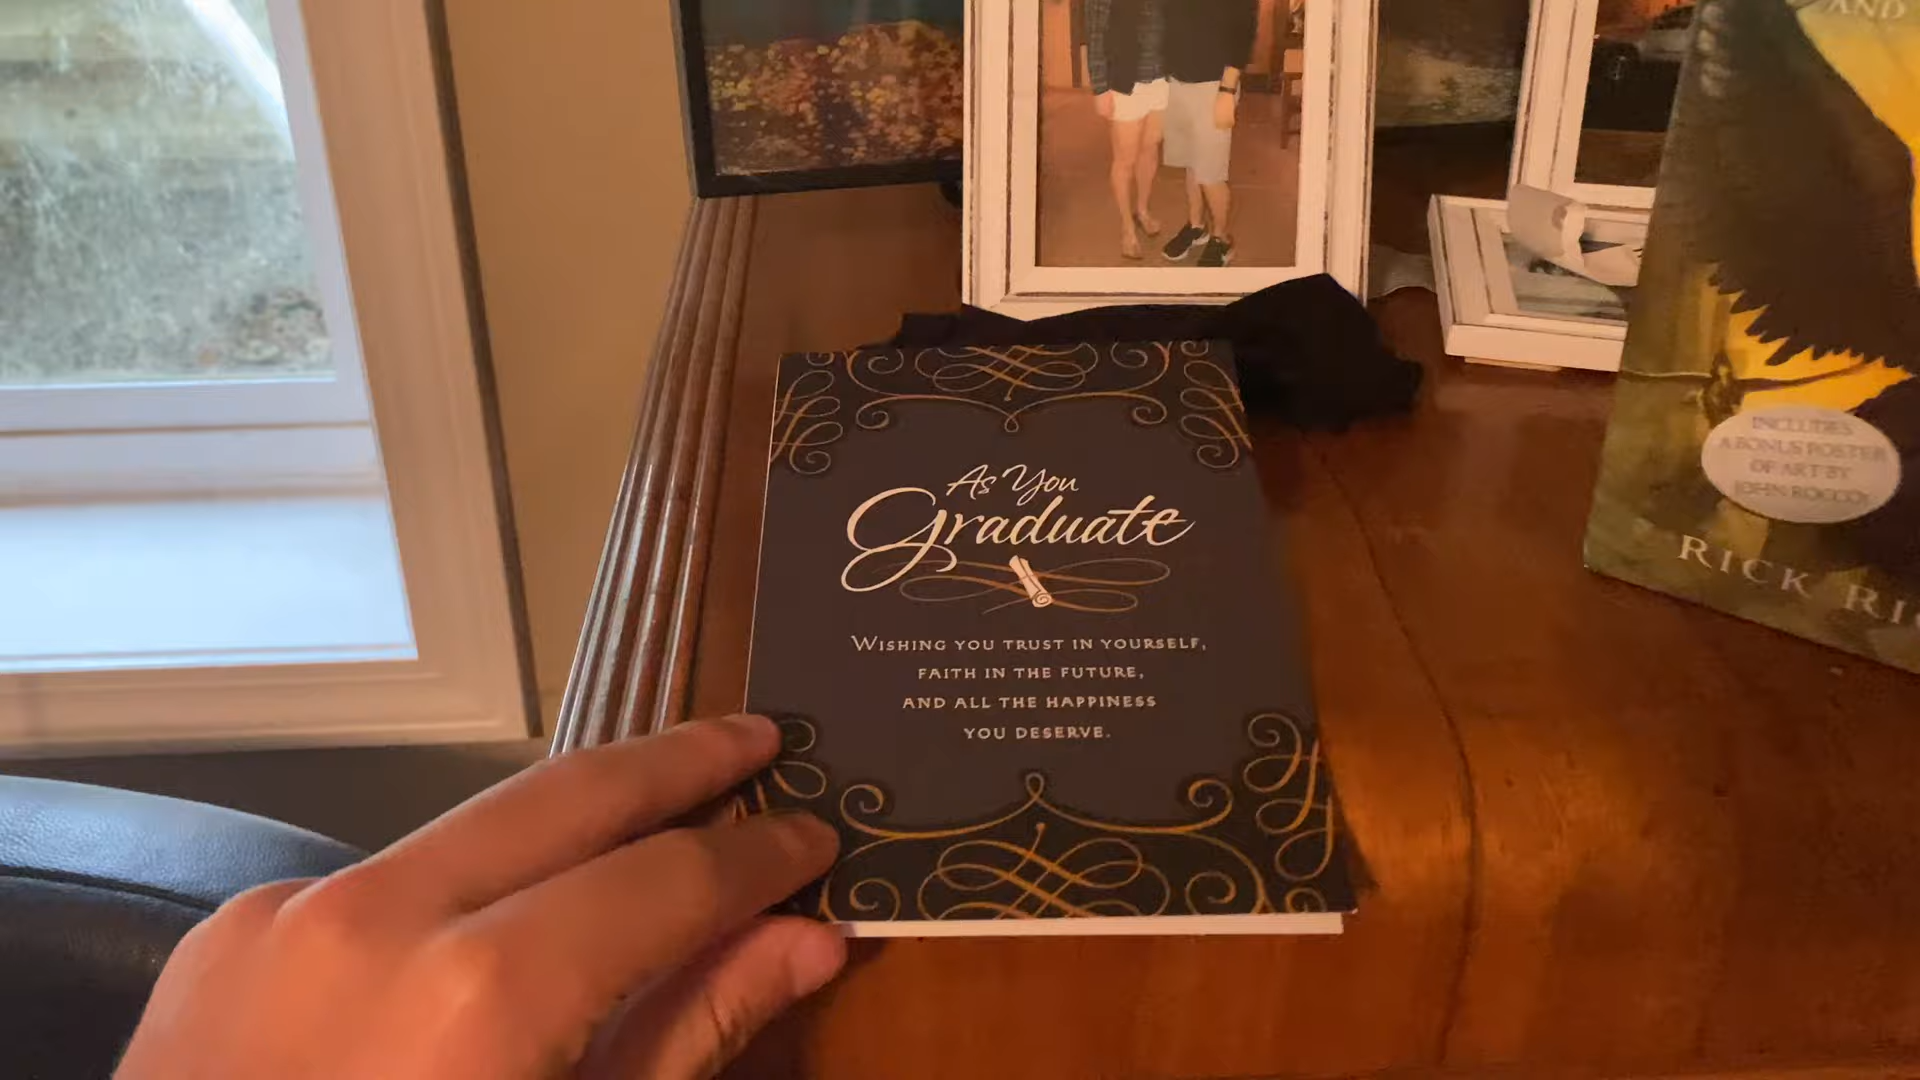 As You
Graduate
WISHING YOU TRUST IN YOURSELF,
FAITH IN THE FUTURE,
AND ALL THE HAPPINESS
YOU DESERVE.
AND
INCLUDES
A BONUS POSTER
OF ART BY
JOHN ROCCO!
RICK RI